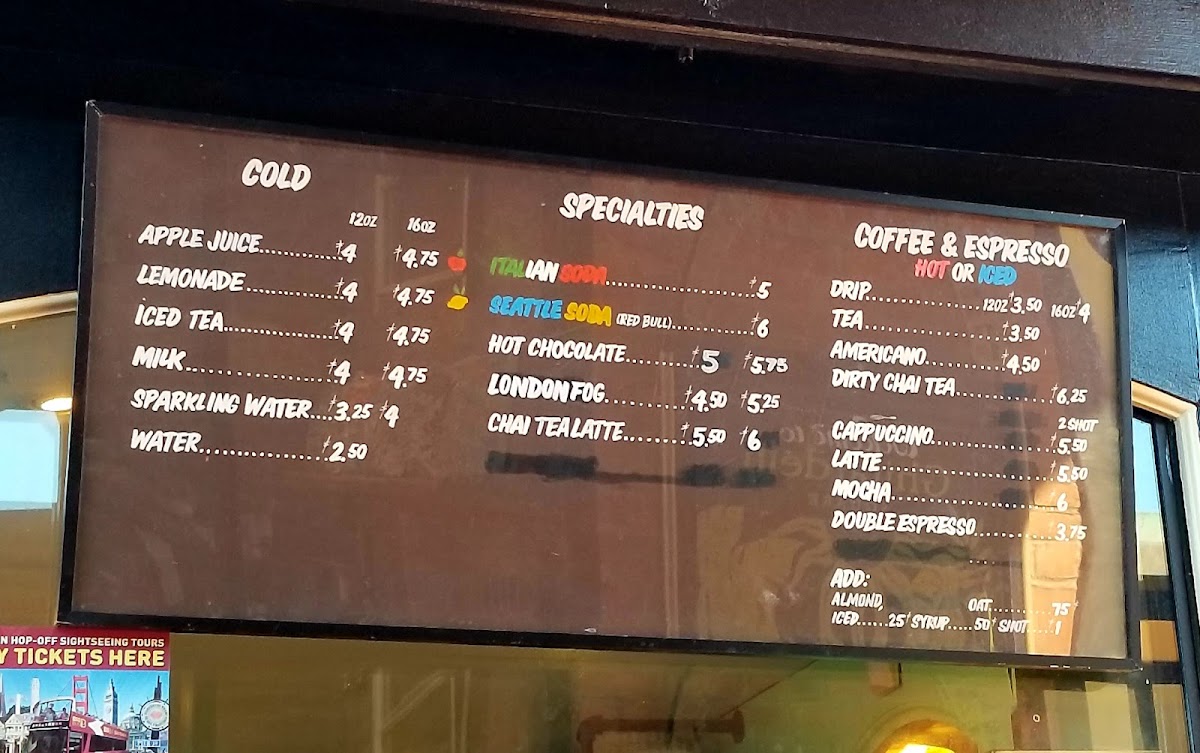 COLD
12OZ 16OZ
APPLE JUICE............$4 $4.75
LEMONADE..............$4 $4.75
ICED TEA................$4 $4.75
MILK.....................$4 $4.75
SPARKLING WATER...$3.25 $4
WATER.................$2.50
SPECIALTIES
ITALIAN SODA......................$5
SEATTLE SODA (RED BULL)............$6
HOT CHOCOLATE..........$5 $5.75
LONDON FOG..............$4.50 $5.25
CHAI TEA LATTE.........$5.50 $6
COFFEE & ESPRESSO
HOT OR ICED
DRIP................12OZ $3.50 16OZ $4
TEA....................$3.50
AMERICANO...........$4.50
DIRTY CHAI TEA..............$6.25
2 SHOT
CAPPUCCINO.................$5.50
LATTE........................$5.50
MOCHA.......................$6
DOUBLE ESPRESSO...........3.75
ADD:
ALMOND, OAT...........75¢
ICED......25¢ SYRUP.....50¢ SHOT.....$1
N HOP-OFF SIGHTSEEING TOURS
Y TICKETS HERE